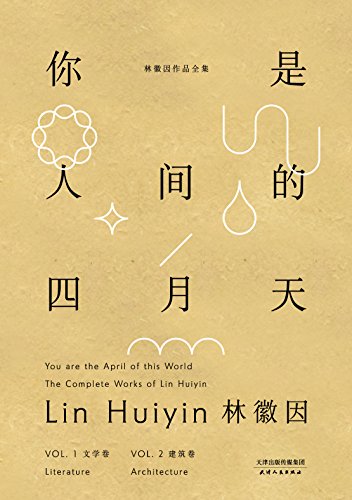 林徽因作品全集
你是
人间的
四月天
You are the April of this World
The Complete Works of Lin Huiyin
Lin Huiyin 林徽因
VOL. 1 文学卷
Literature
VOL. 2 建筑卷
Architecture
天津出版传媒集团
天津人民出版社